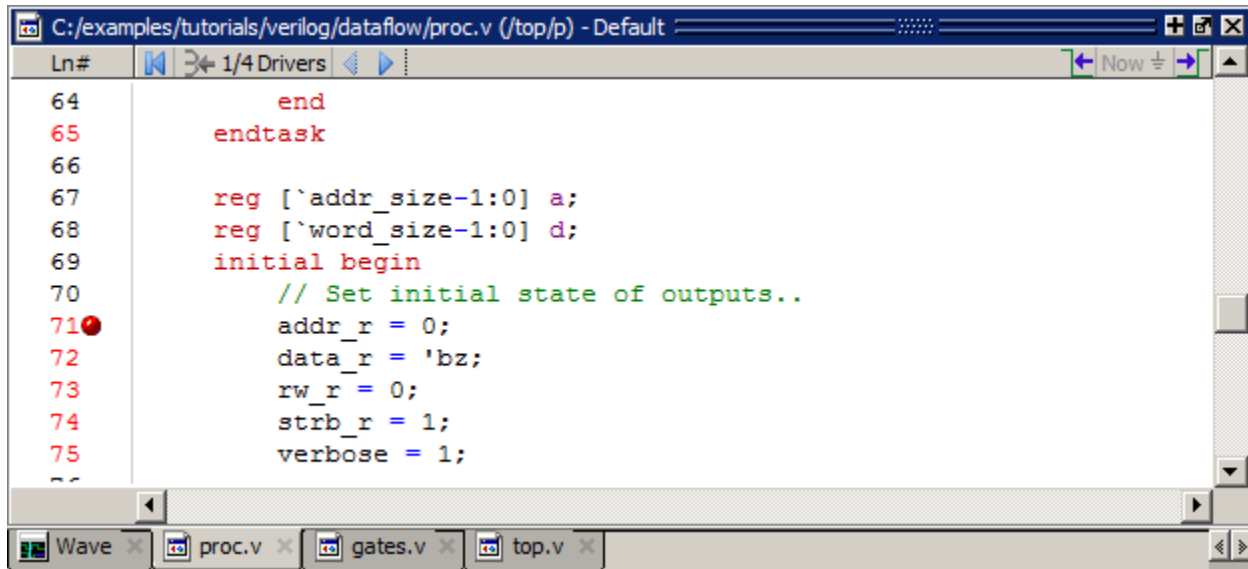 C:/examples/tutorials/verilog/dataflow/proc.v (/top/p) - Default
Ln# 1/4 Drivers Now
64 end
65 endtask
66
67 reg [`addr_size-1:0] a;
68 reg [`word_size-1:0] d;
69 initial begin
70 // Set initial state of outputs..
71 addr_r = 0;
72 data_r = 'bz;
73 rw_r = 0;
74 strb_r = 1;
75 verbose = 1;
Wave proc.v gates.v top.v